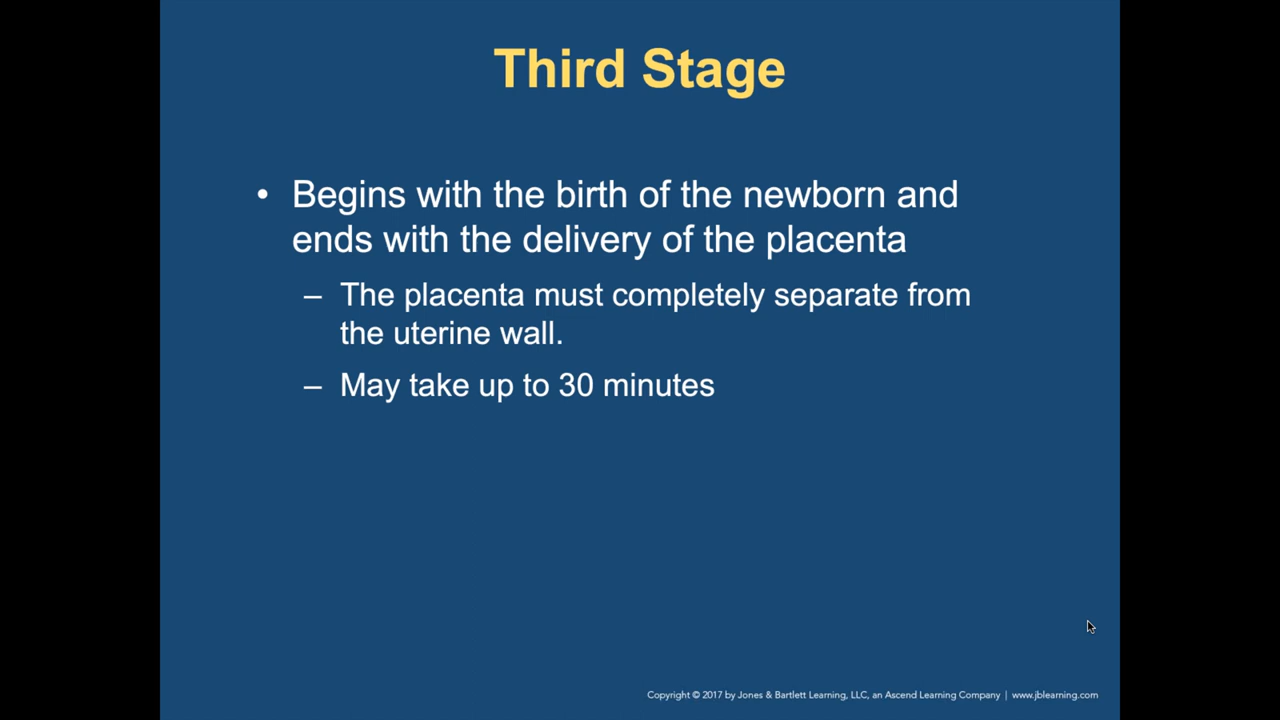 Third Stage
• Begins with the birth of the newborn and
ends with the delivery of the placenta
– The placenta must completely separate from
the uterine wall.
– May take up to 30 minutes
Copyright © 2017 by Jones & Bartlett Learning, LLC, an Ascend Learning Company | www.jblearning.com